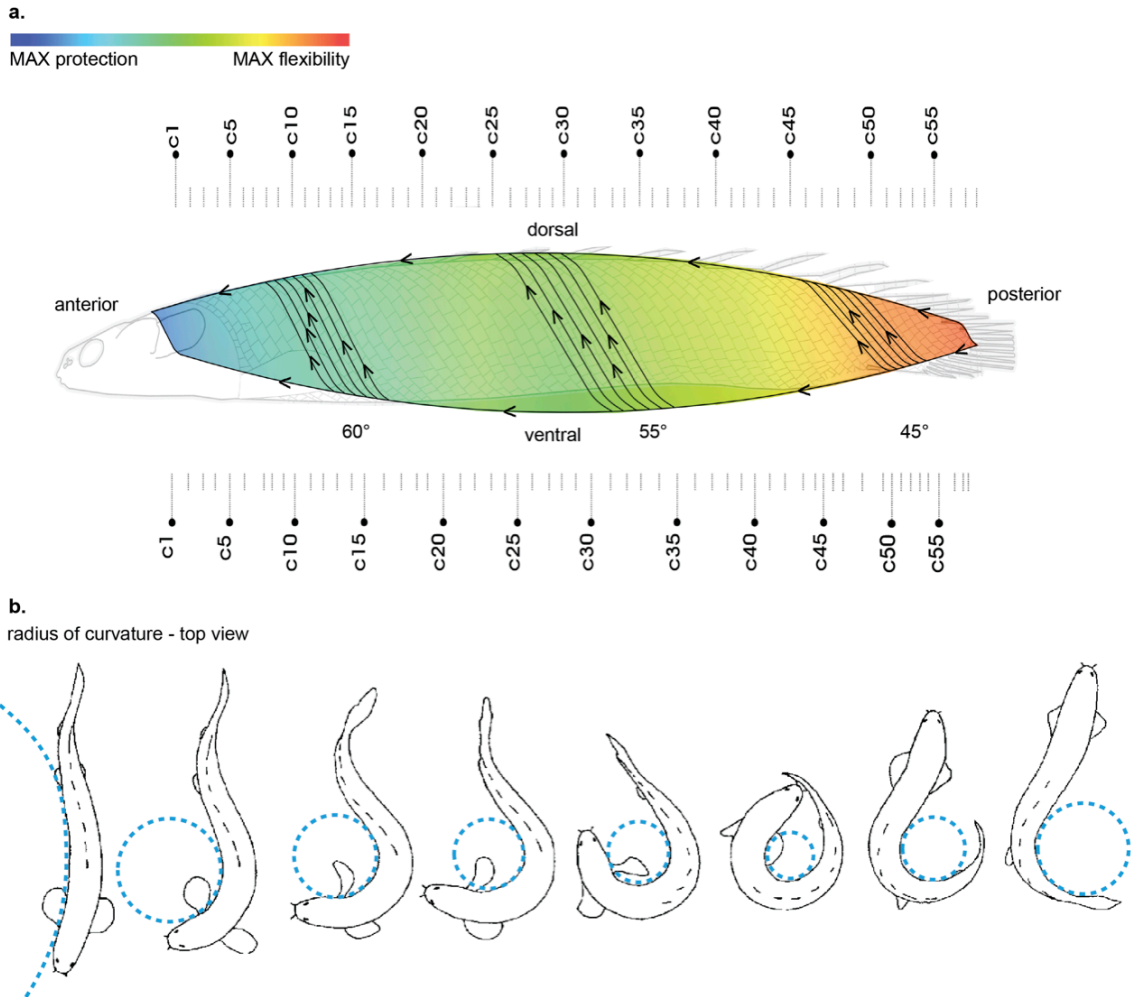 a.
MAX protection MAX flexibility
c1 c5 c10 c15 c20 c25 c30 c35 c40 c45 c50 c55
dorsal
anterior
posterior
60° ventral 55° 45°
c1 c5 c10 c15 c20 c25 c30 c35 c40 c45 c50 c55
b.
radius of curvature - top view